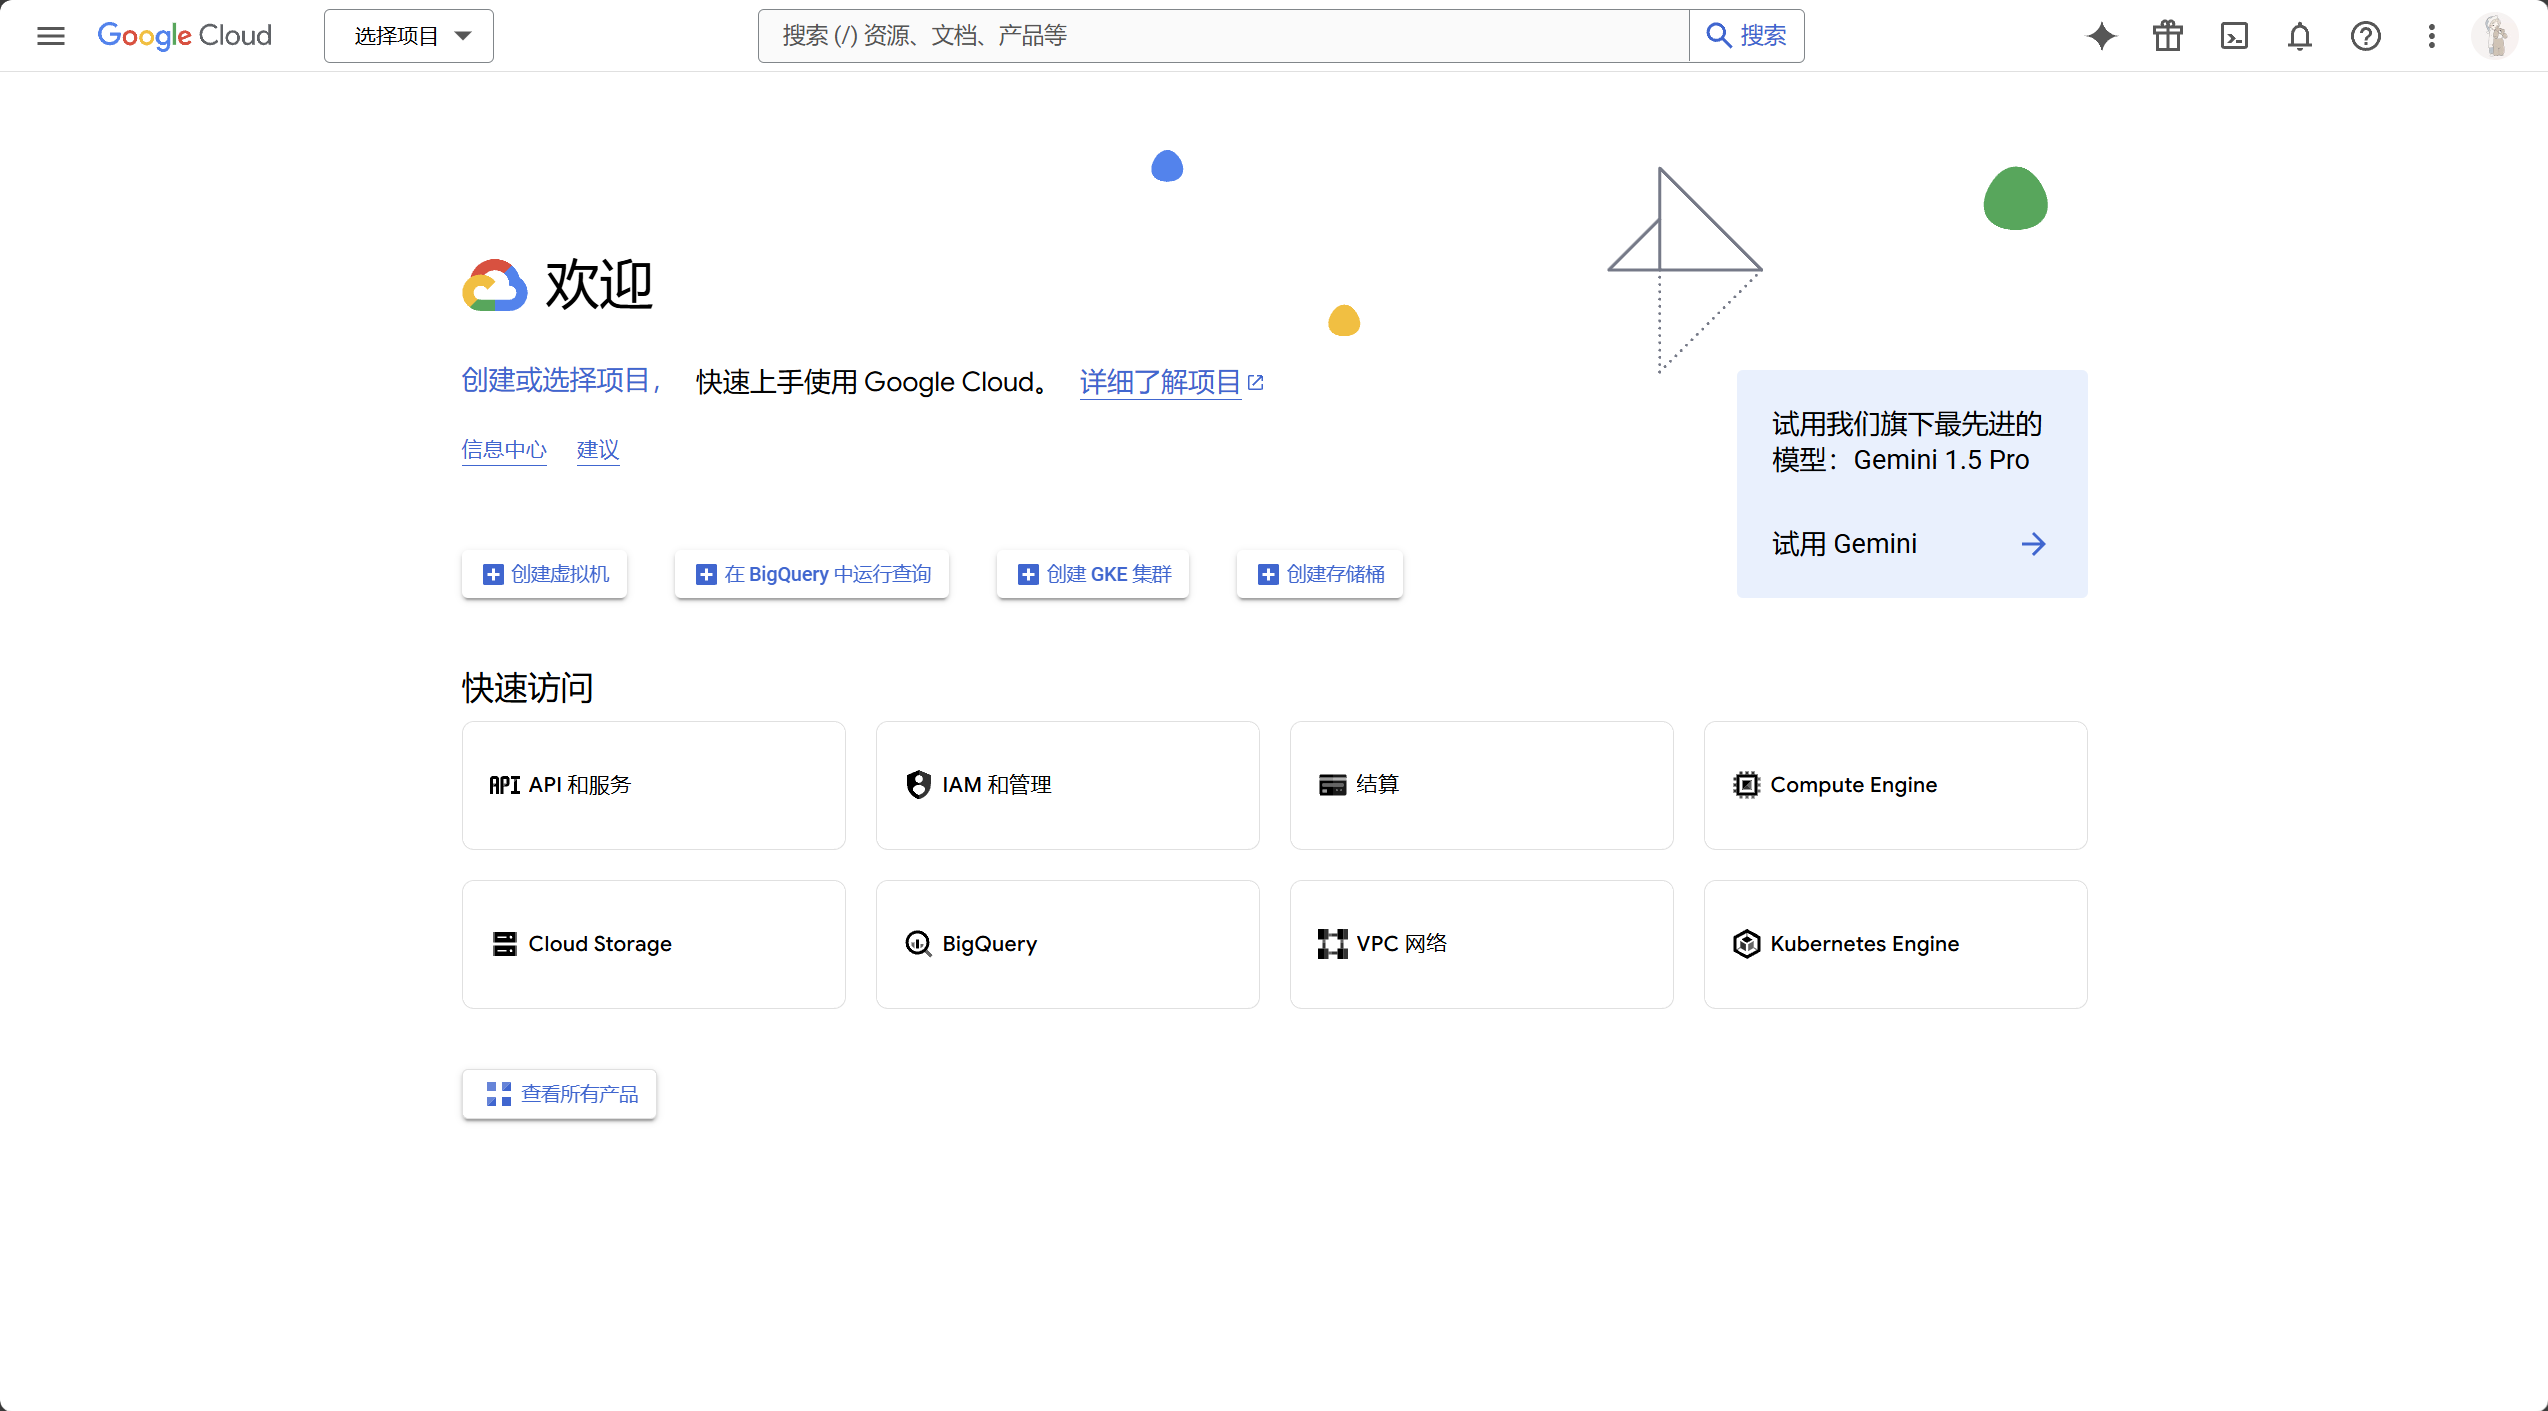 Google Cloud
选择项目
搜索 (/) 资源、文档、产品等
搜索
欢迎
创建或选择项目， 快速上手使用 Google Cloud。 详细了解项目
信息中心 建议
试用我们旗下最先进的
模型：Gemini 1.5 Pro
试用 Gemini
创建虚拟机
在 BigQuery 中运行查询
创建 GKE 集群
创建存储桶
快速访问
API API 和服务
IAM 和管理
结算
Compute Engine
Cloud Storage
BigQuery
VPC 网络
Kubernetes Engine
查看所有产品